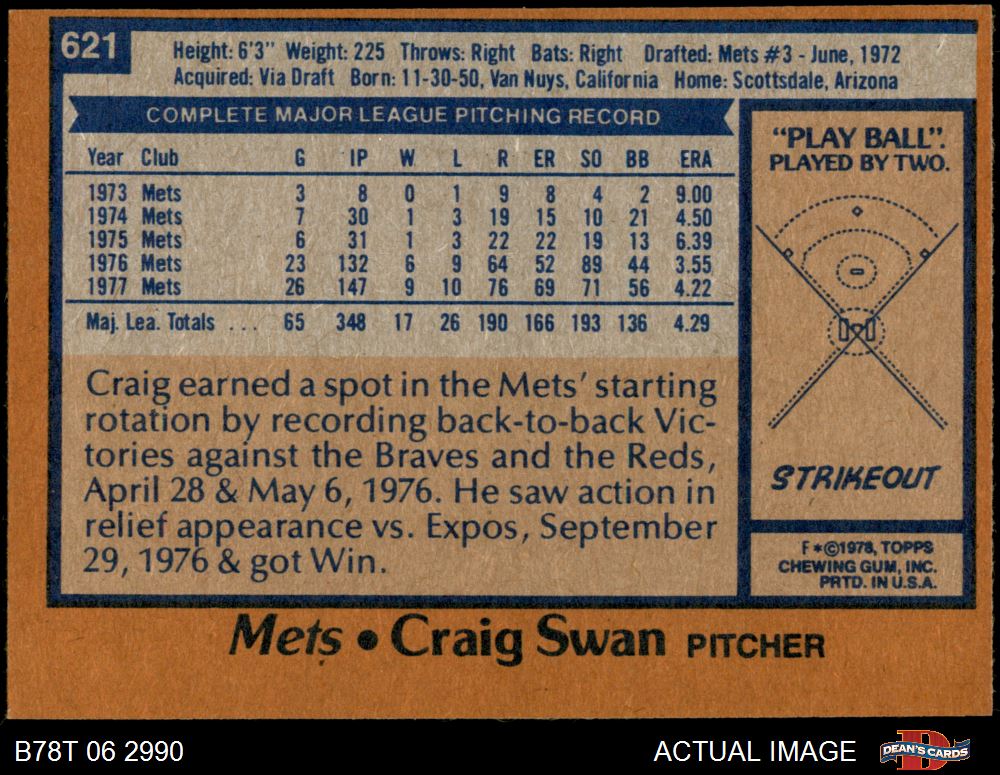 621
Height: 6'3" Weight: 225 Throws: Right Bats: Right Drafted: Mets #3 - June, 1972
Acquired: Via Draft Born: 11-30-50, Van Nuys, California Home: Scottsdale, Arizona
COMPLETE MAJOR LEAGUE PITCHING RECORD
Year Club G IP W L R ER SO BB ERA
1973 Mets 3 8 0 1 9 8 4 2 9.00
1974 Mets 7 30 1 3 19 15 10 21 4.50
1975 Mets 6 31 1 3 22 22 19 13 6.39
1976 Mets 23 132 6 9 64 52 89 44 3.55
1977 Mets 26 147 9 10 76 69 71 56 4.22
Maj. Lea. Totals ... 65 348 17 26 190 166 193 136 4.29
Craig earned a spot in the Mets' starting
rotation by recording back-to-back Vic-
tories against the Braves and the Reds,
April 28 & May 6, 1976. He saw action in
relief appearance vs. Expos, September
29, 1976 & got Win.
"PLAY BALL".
PLAYED BY TWO.
STRIKEOUT
F*©1978, TOPPS
CHEWING GUM, INC.
PRTD. IN U.S.A.
Mets • Craig Swan PITCHER
B78T 06 2990
ACTUAL IMAGE
DEAN'S CARDS